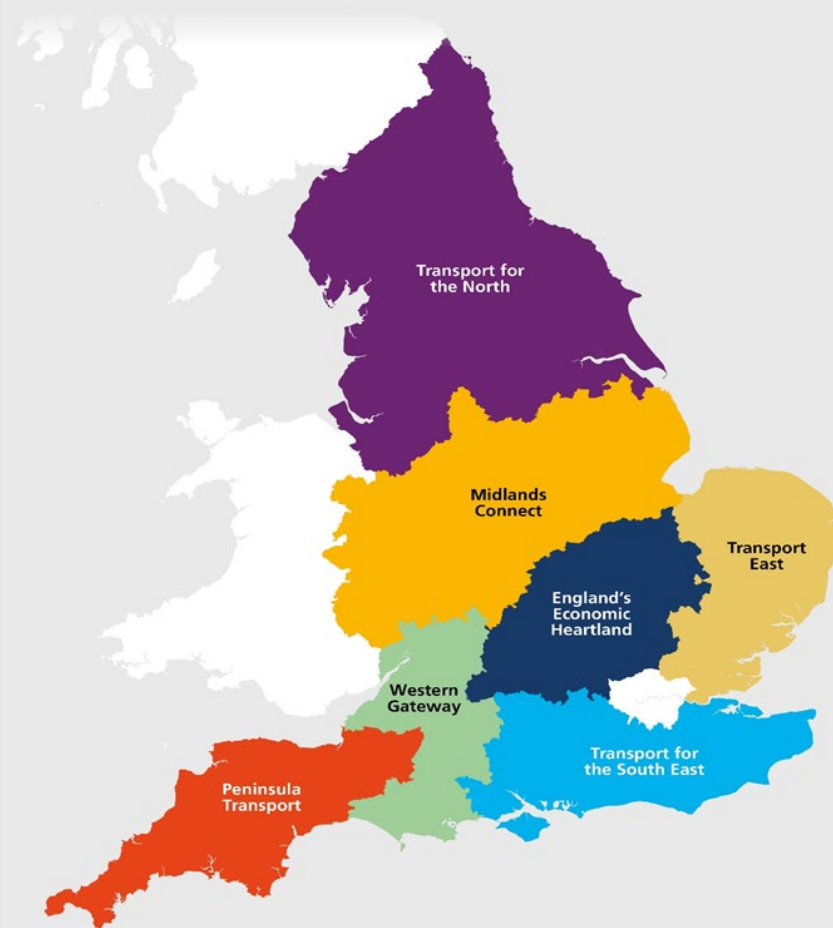 Transport for
the North
Midlands
Connect
Transport
East
England's
Economic
Heartland
Western
Gateway
Transport for
the South East
Peninsula
Transport